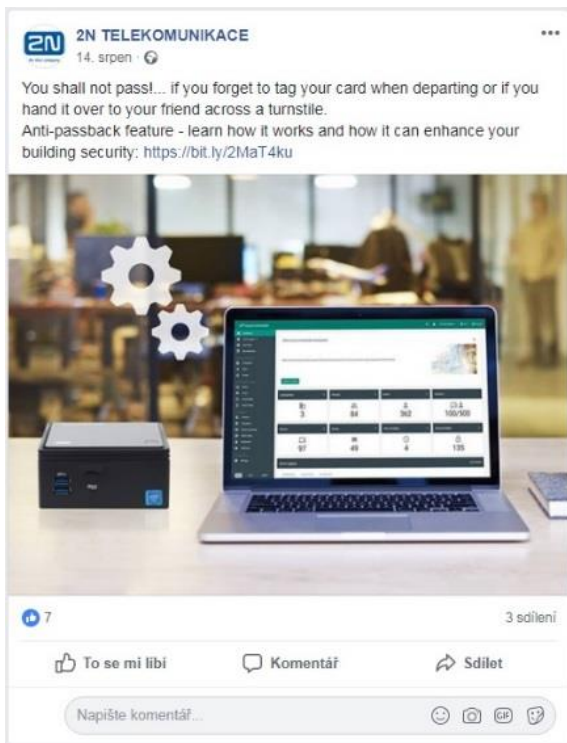 2N
2N TELEKOMUNIKACE
14. srpen
You shall not pass!... if you forget to tag your card when departing or if you
hand it over to your friend across a turnstile.
Anti-passback feature - learn how it works and how it can enhance your
building security: https://bit.ly/2MaT4ku
3
84
362
100/500
97
49
4
135
7
3 sdílení
To se mi líbí
Komentář
Sdílet
Napište komentář...
GIF